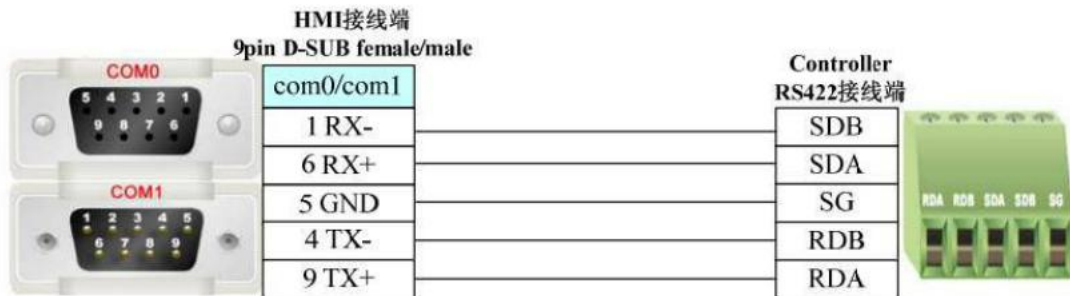 HMI接线端
9pin D-SUB female/male
COM0
5 4 3 2 1
9 8 7 6
COM1
1 2 3 4 5
6 7 8 9
com0/com1
1 RX-
6 RX+
5 GND
4 TX-
9 TX+
Controller
RS422接线端
SDB
SDA
SG
RDB
RDA
RDA RDB SDA SDB SG